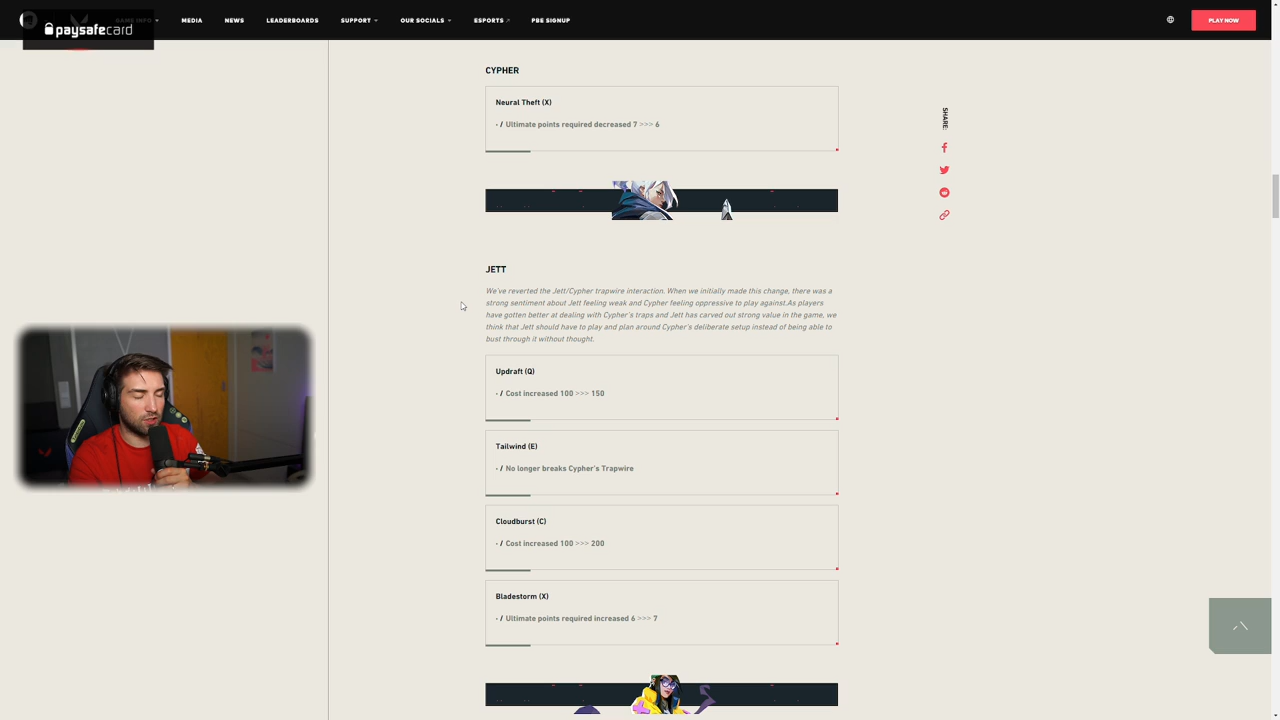 GAME INFO
MEDIA
NEWS
LEADERBOARDS
SUPPORT
OUR SOCIALS
ESPORTS
PBE SIGNUP
PLAY NOW
paysafecard
CYPHER
Neural Theft (X)
- / Ultimate points required decreased 7 >>> 6
SHARE:
JETT
We've reverted the Jett/Cypher trapwire interaction. When we initially made this change, there was a
strong sentiment about Jett feeling weak and Cypher feeling oppressive to play against.As players
have gotten better at dealing with Cypher's traps and Jett has carved out strong value in the game, we
think that Jett should have to play and plan around Cypher's deliberate setup instead of being able to
bust through it without thought.
Updraft (Q)
- / Cost increased 100 >>> 150
Tailwind (E)
- / No longer breaks Cypher's Trapwire
Cloudburst (C)
- / Cost increased 100 >>> 200
Bladestorm (X)
- / Ultimate points required increased 6 >>> 7